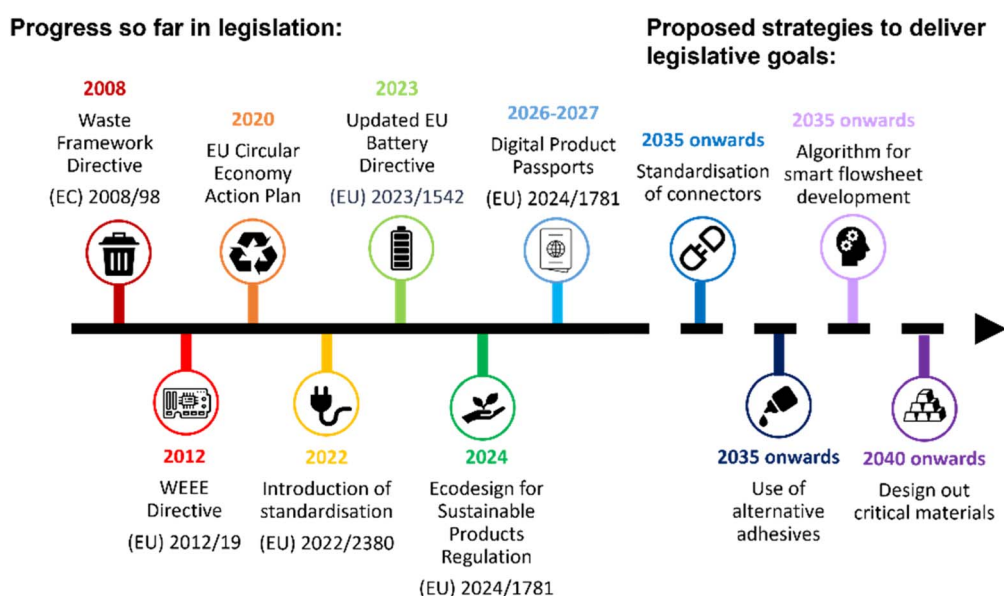 Progress so far in legislation:
Proposed strategies to deliver
legislative goals:
2008
Waste
Framework
Directive
(EC) 2008/98
2020
EU Circular
Economy
Action Plan
2023
Updated EU
Battery
Directive
(EU) 2023/1542
2026-2027
Digital Product
Passports
(EU) 2024/1781
2035 onwards
Standardisation
of connectors
2035 onwards
Algorithm for
smart flowsheet
development
2012
WEEE
Directive
(EU) 2012/19
2022
Introduction of
standardisation
(EU) 2022/2380
2024
Ecodesign for
Sustainable
Products
Regulation
(EU) 2024/1781
2035 onwards
Use of
alternative
adhesives
2040 onwards
Design out
critical materials